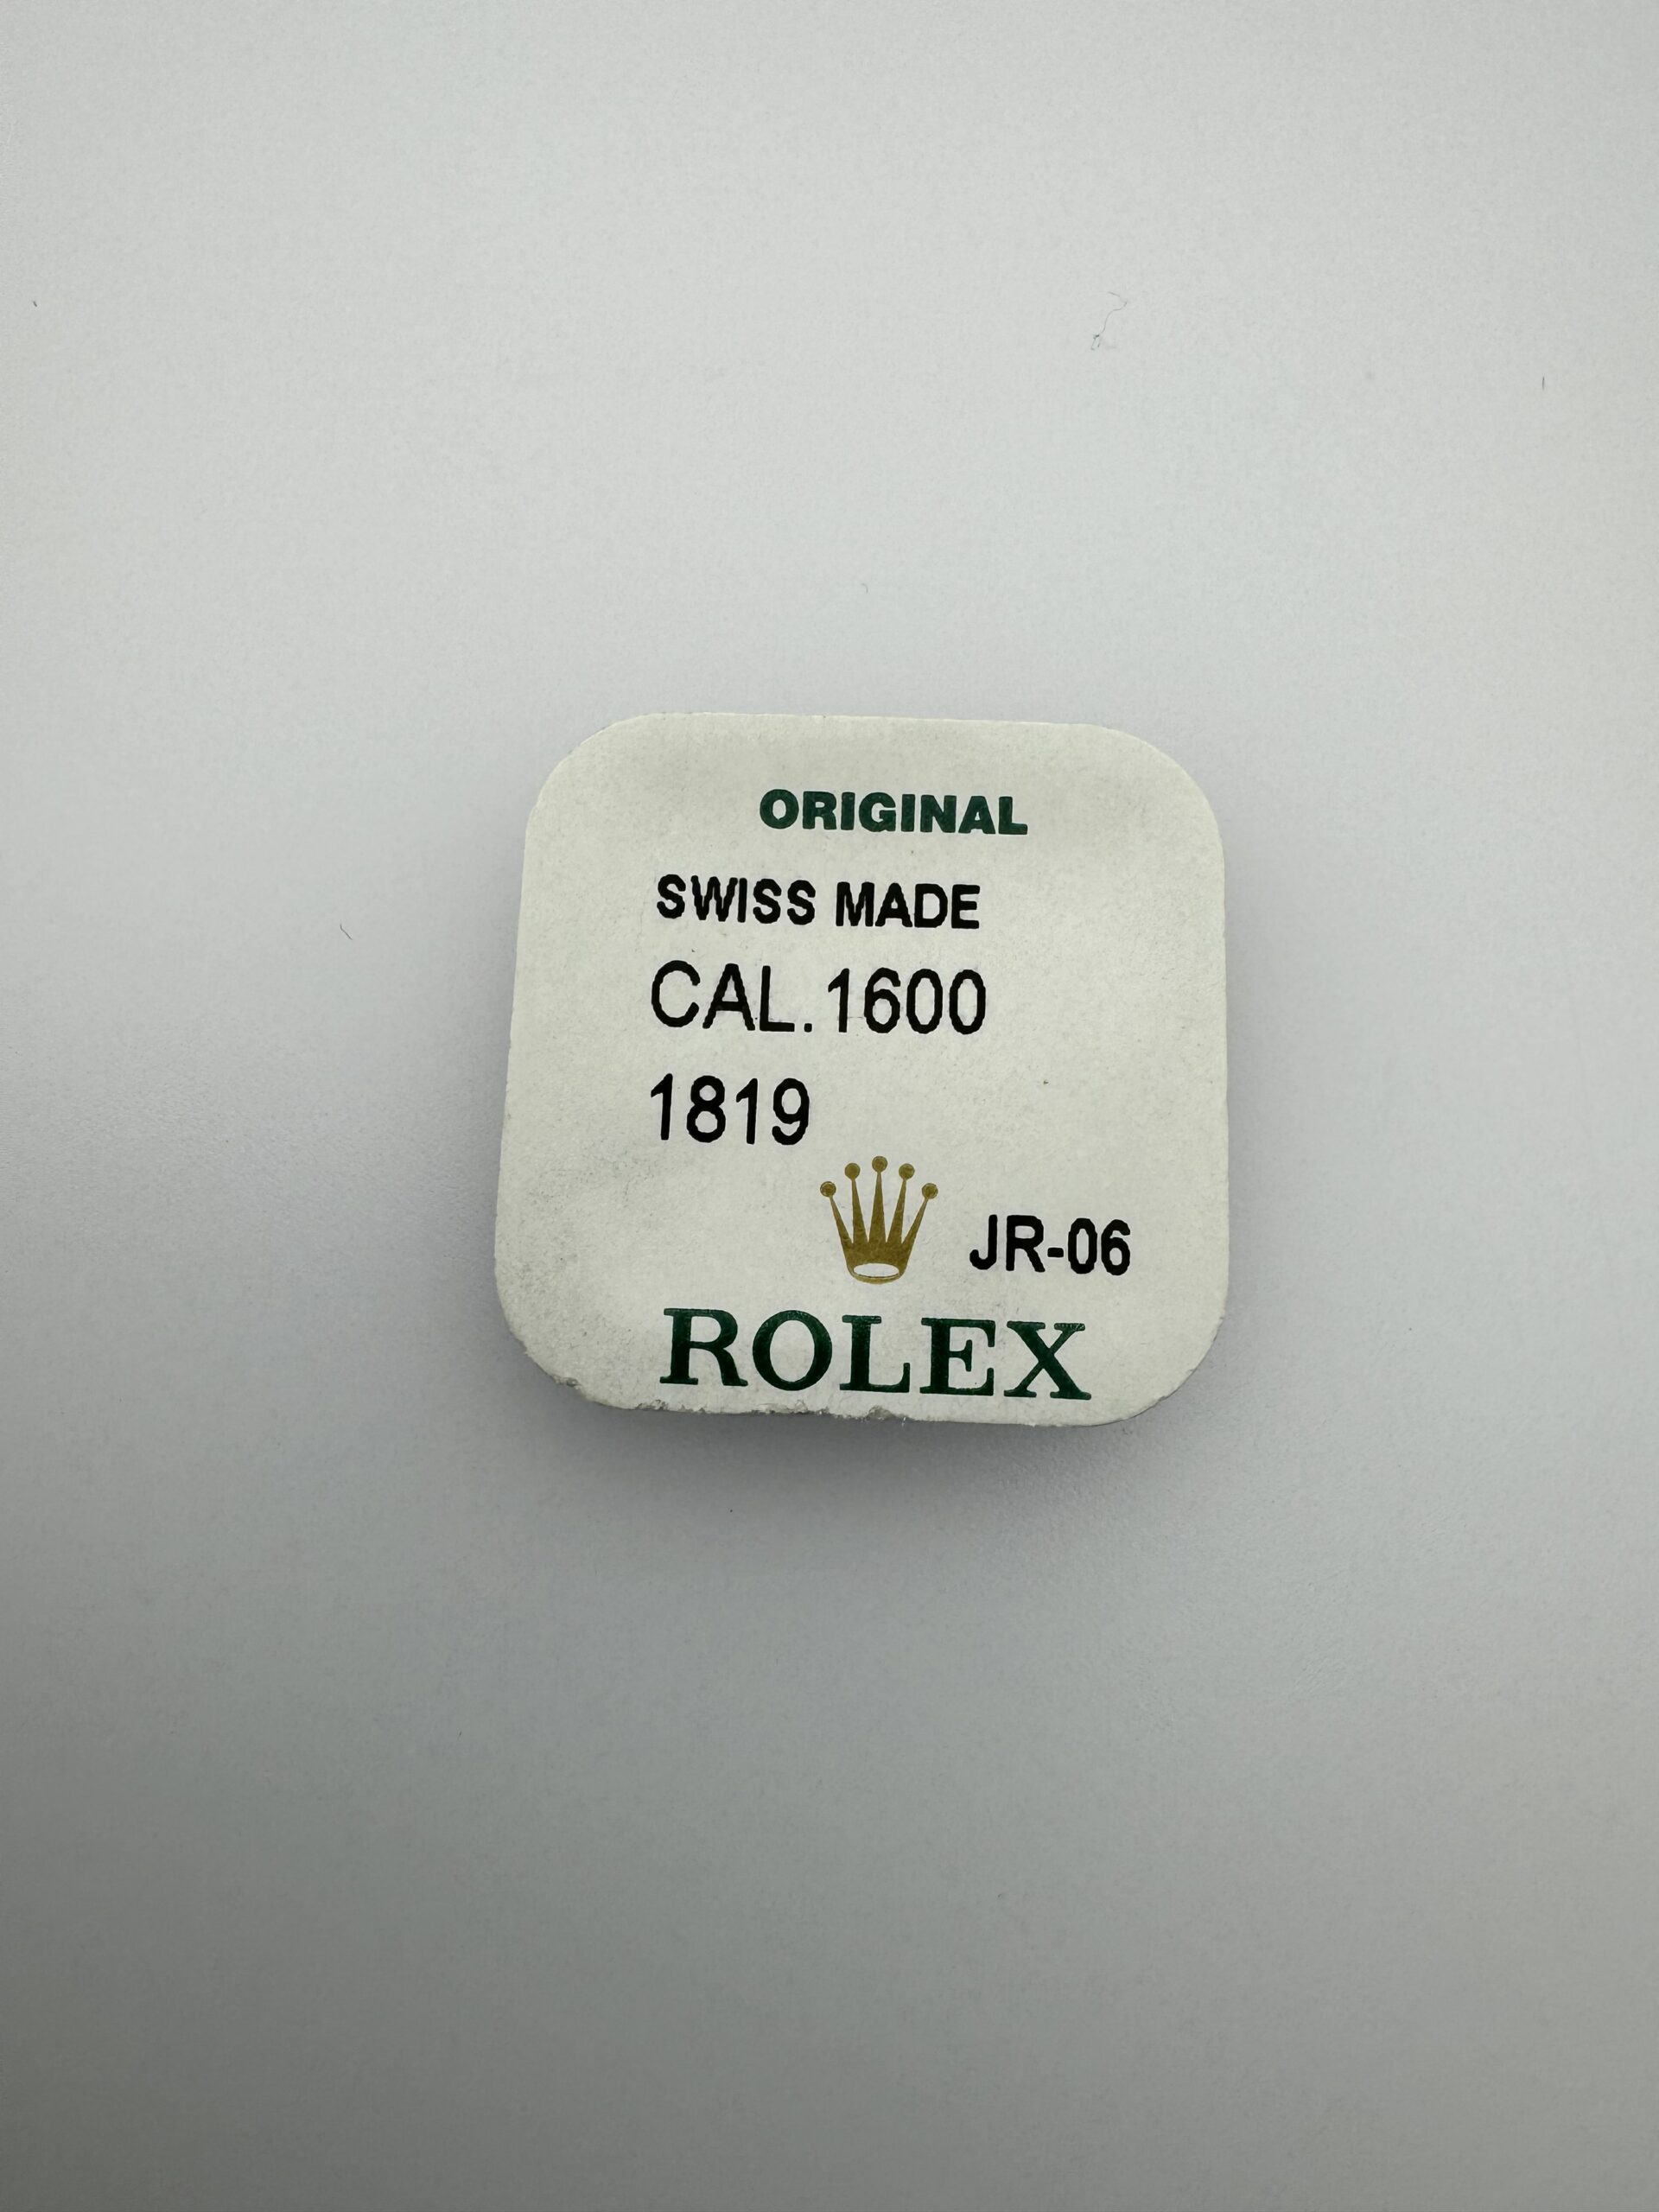 ORIGINAL
SWISS MADE
CAL.1600
1819
JR-06
ROLEX